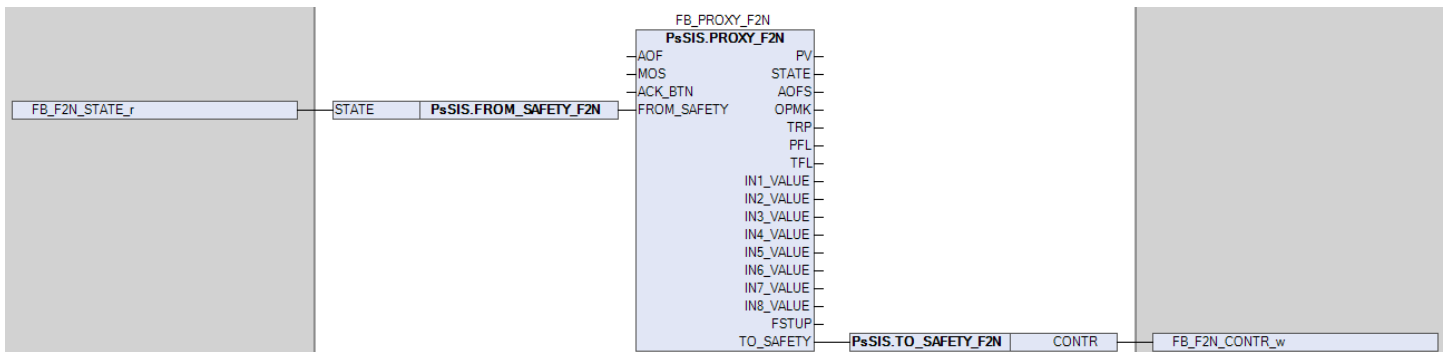 FB_PROXY_F2N
PsSIS.PROXY_F2N
AOF PV
MOS STATE
ACK_BTN AOFS
FB_F2N_STATE_r STATE PsSIS.FROM_SAFETY_F2N FROM_SAFETY OPMK
TRP
PFL
TFL
IN1_VALUE
IN2_VALUE
IN3_VALUE
IN4_VALUE
IN5_VALUE
IN6_VALUE
IN7_VALUE
IN8_VALUE
FSTUP
TO_SAFETY PsSIS.TO_SAFETY_F2N CONTR FB_F2N_CONTR_w